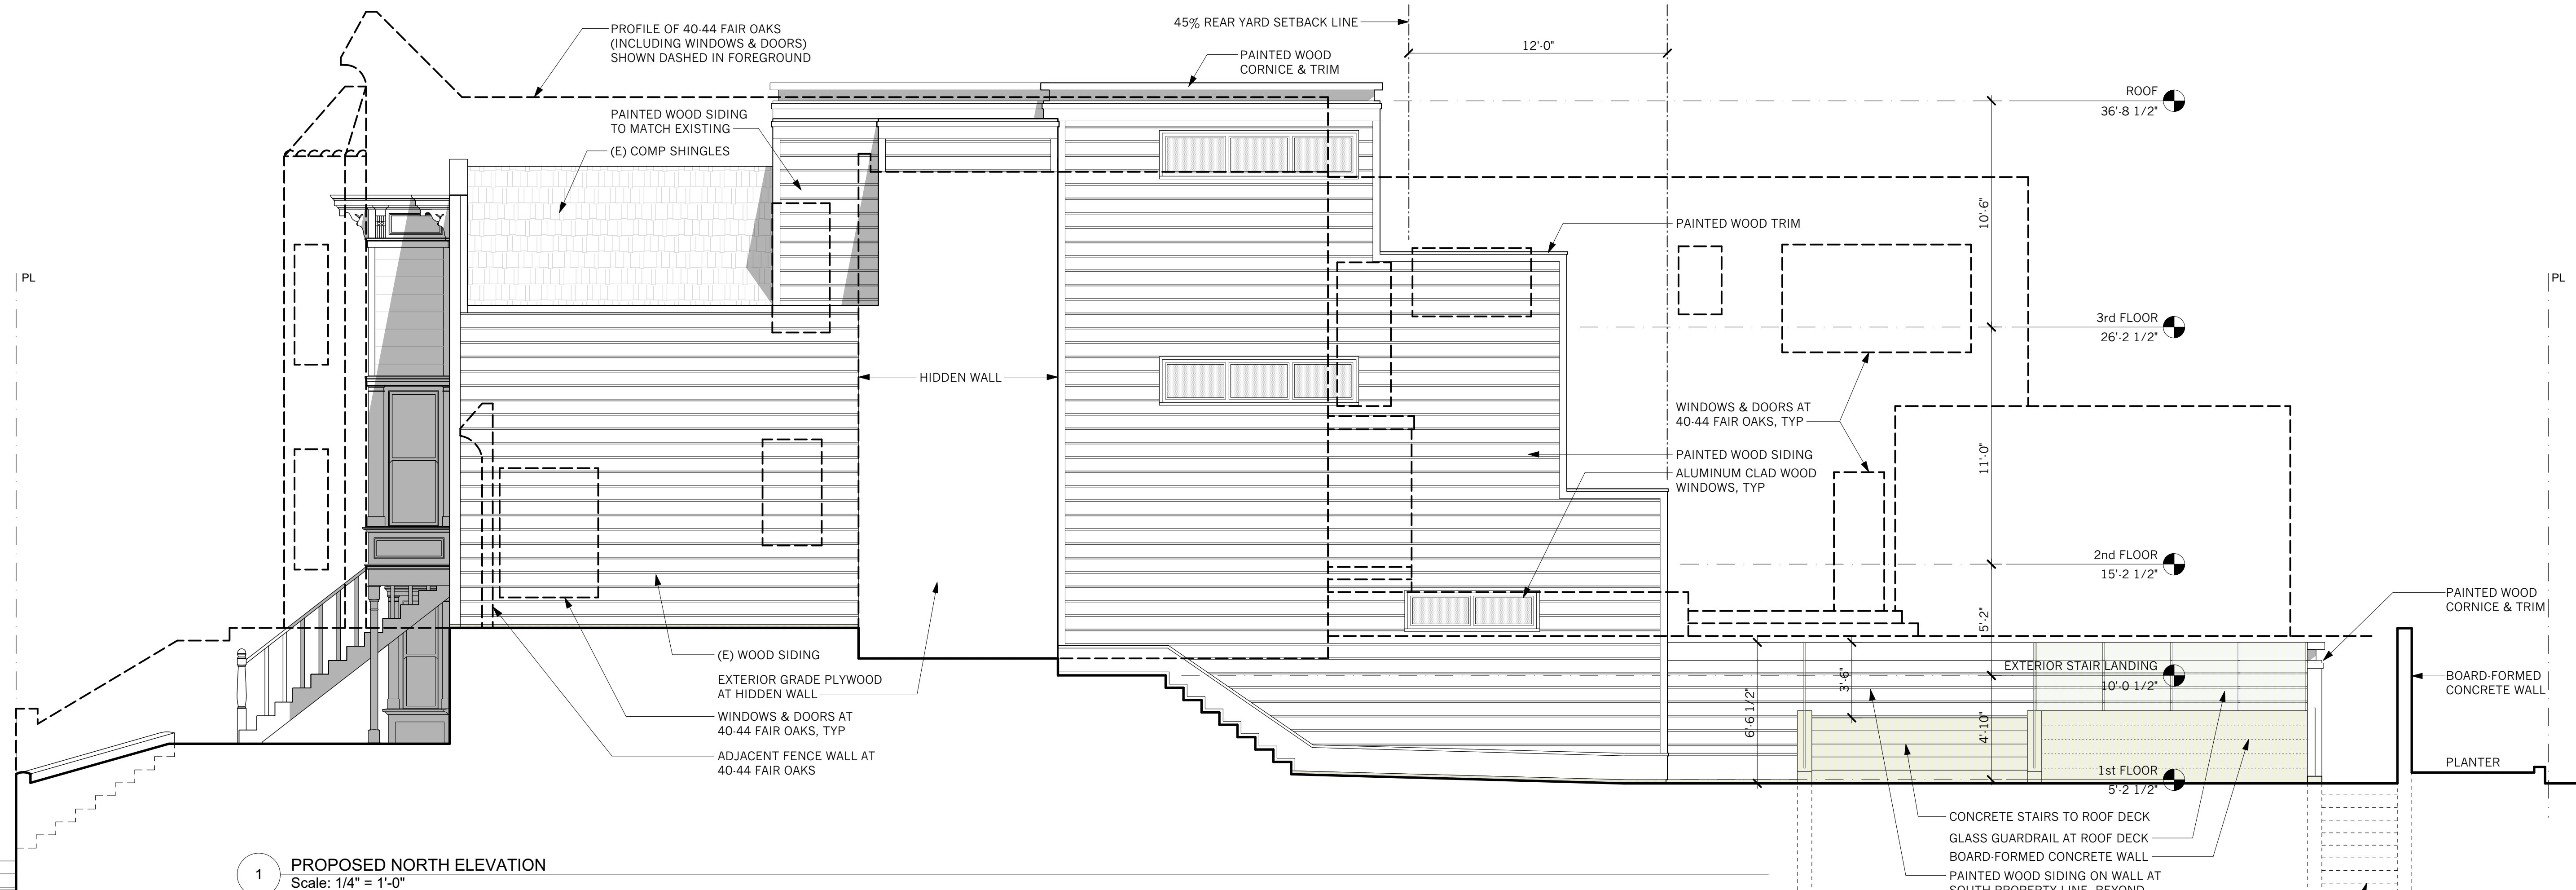 PROFILE OF 40-44 FAIR OAKS
(INCLUDING WINDOWS & DOORS)
SHOWN DASHED IN FOREGROUND
45% REAR YARD SETBACK LINE
PAINTED WOOD
CORNICE & TRIM
12'-0"
ROOF
36'-8 1/2"
PAINTED WOOD SIDING
TO MATCH EXISTING
(E) COMP SHINGLES
10'-6"
PAINTED WOOD TRIM
PL
PL
3rd FLOOR
26'-2 1/2"
HIDDEN WALL
WINDOWS & DOORS AT
40-44 FAIR OAKS, TYP
11'-0"
PAINTED WOOD SIDING
ALUMINUM CLAD WOOD
WINDOWS, TYP
2nd FLOOR
15'-2 1/2"
PAINTED WOOD
CORNICE & TRIM
5'-2"
(E) WOOD SIDING
EXTERIOR GRADE PLYWOOD
AT HIDDEN WALL
WINDOWS & DOORS AT
40-44 FAIR OAKS, TYP
ADJACENT FENCE WALL AT
40-44 FAIR OAKS
EXTERIOR STAIR LANDING
10'-0 1/2"
6'-6 1/2"
3'-6"
4'-10"
BOARD-FORMED
CONCRETE WALL
PLANTER
1st FLOOR
5'-2 1/2"
CONCRETE STAIRS TO ROOF DECK
GLASS GUARDRAIL AT ROOF DECK
BOARD-FORMED CONCRETE WALL
PAINTED WOOD SIDING ON WALL AT
SOUTH PROPERTY LINE, BEYOND
1
PROPOSED NORTH ELEVATION
Scale: 1/4" = 1'-0"